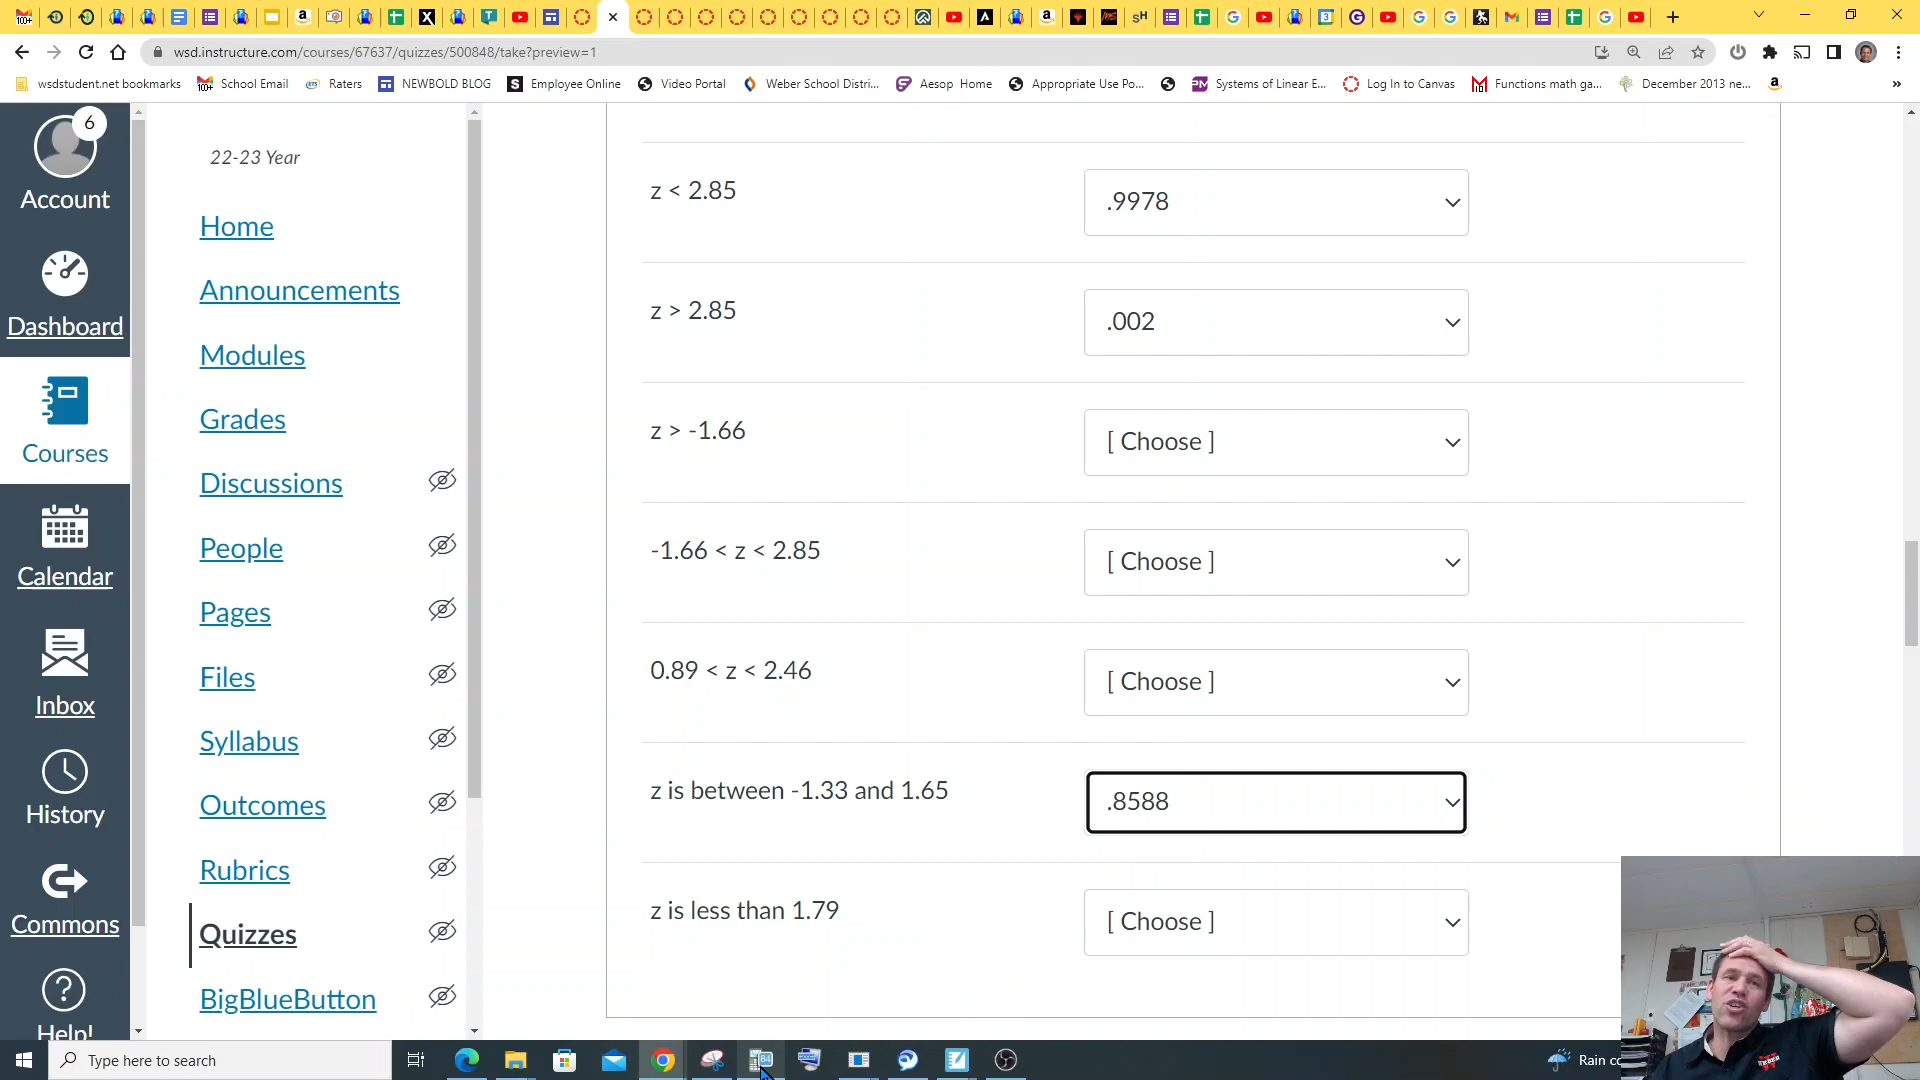 wsd.instructure.com/courses/67637/quizzes/500848/take?preview=1
wsdstudent.net bookmarks
School Email
Raters
NEWBOLD BLOG
Employee Online
Video Portal
Weber School Distri...
Aesop Home
Appropriate Use Po...
Systems of Linear E...
Log In to Canvas
Functions math ga...
December 2013 ne...
6
Account
Dashboard
Courses
Calendar
Inbox
History
Commons
Help!
22-23 Year
Home
Announcements
Modules
Grades
Discussions
People
Pages
Files
Syllabus
Outcomes
Rubrics
Quizzes
BigBlueButton
z < 2.85
.9978
z > 2.85
.002
z > -1.66
[ Choose ]
-1.66 < z < 2.85
[ Choose ]
0.89 < z < 2.46
[ Choose ]
z is between -1.33 and 1.65
.8588
z is less than 1.79
[ Choose ]
Type here to search
Rain co